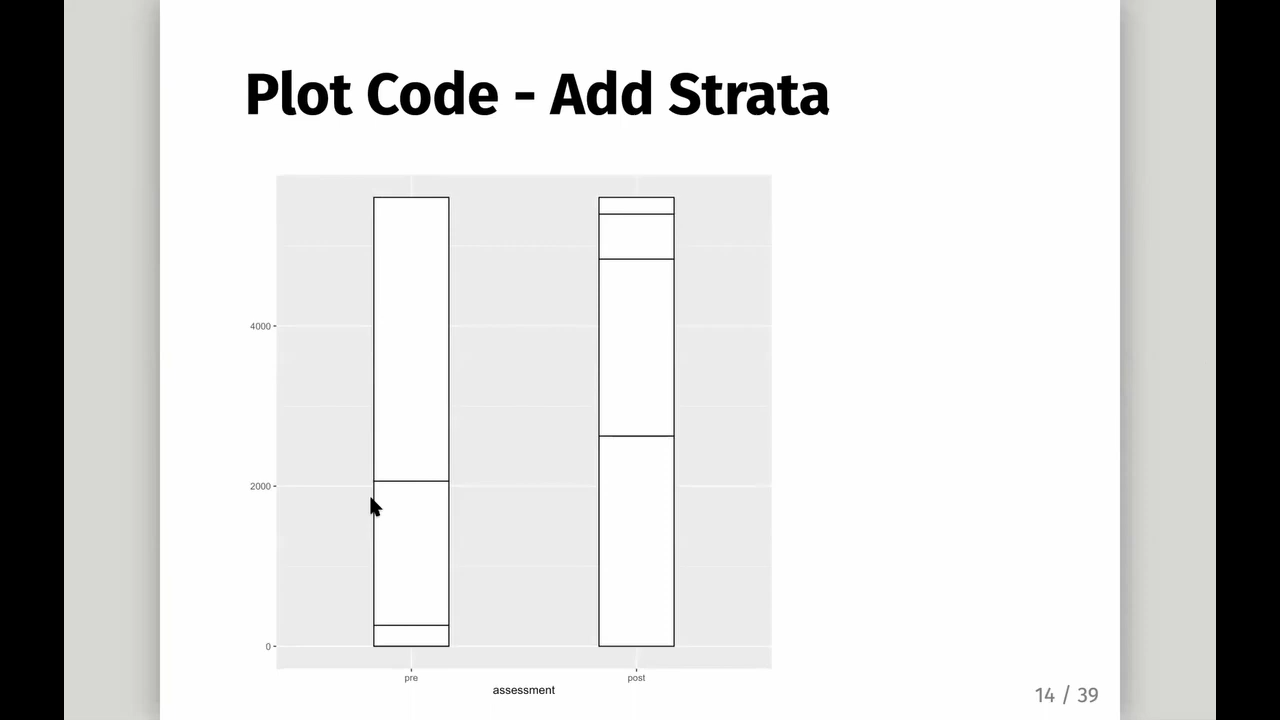 Plot Code - Add Strata
4000
2000
0
pre post
assessment
14 / 39